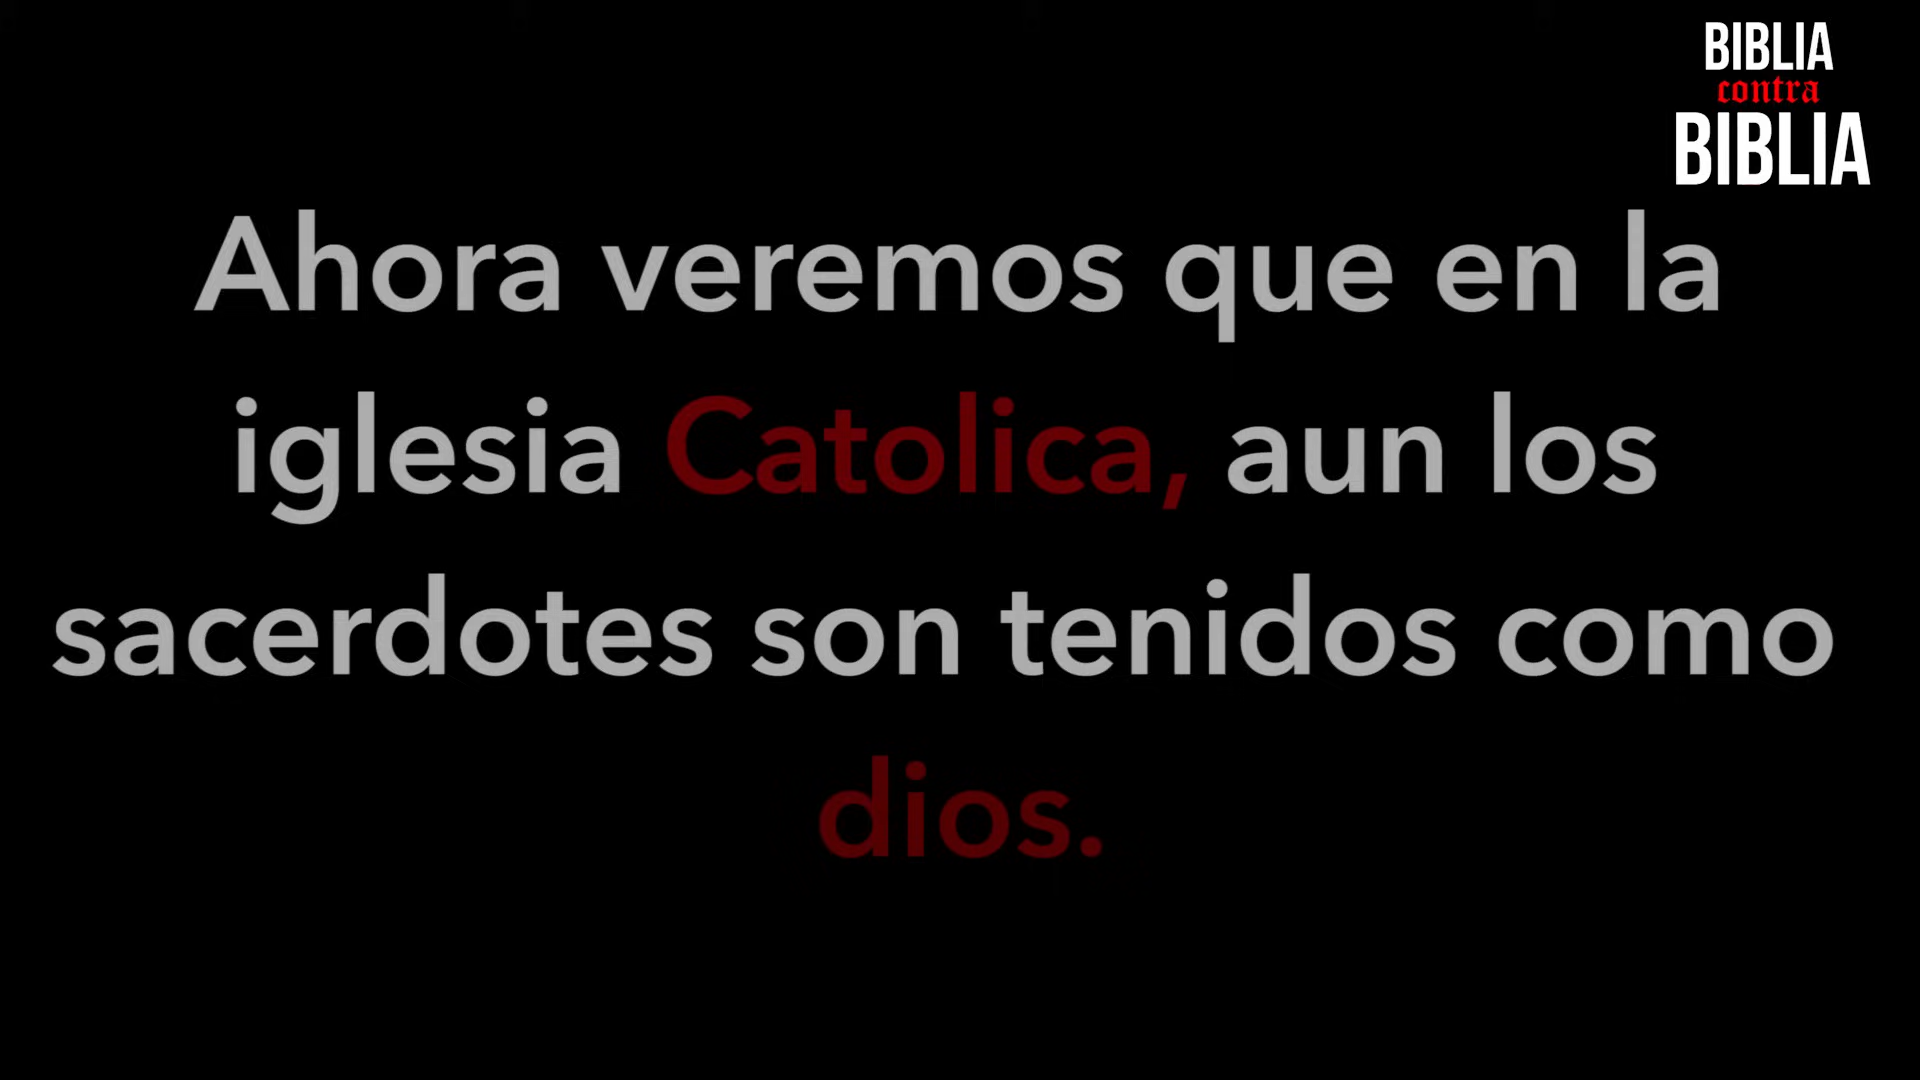 BIBLIA
contra
BIBLIA
Ahora veremos que en la
iglesia Catolica, aun los
sacerdotes son tenidos como
dios.